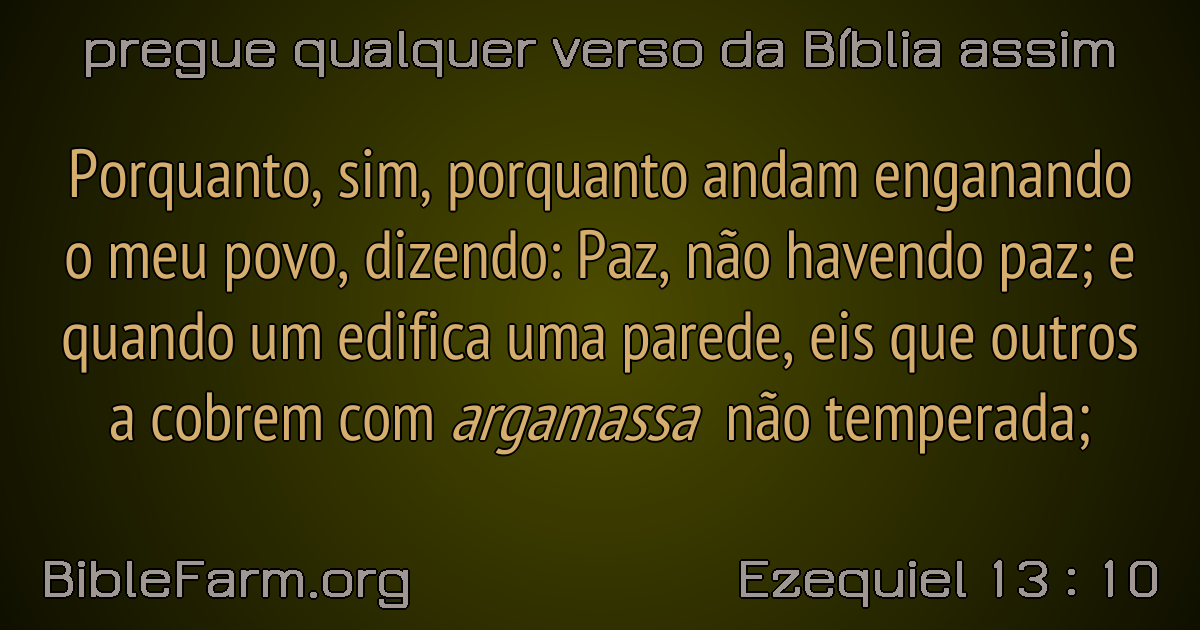 pregue qualquer verso da Bíblia assim
Porquanto, sim, porquanto andam enganando
o meu povo, dizendo: Paz, não havendo paz; e
quando um edifica uma parede, eis que outros
a cobrem com argamassa não temperada;
BibleFarm.org
Ezequiel 13 : 10